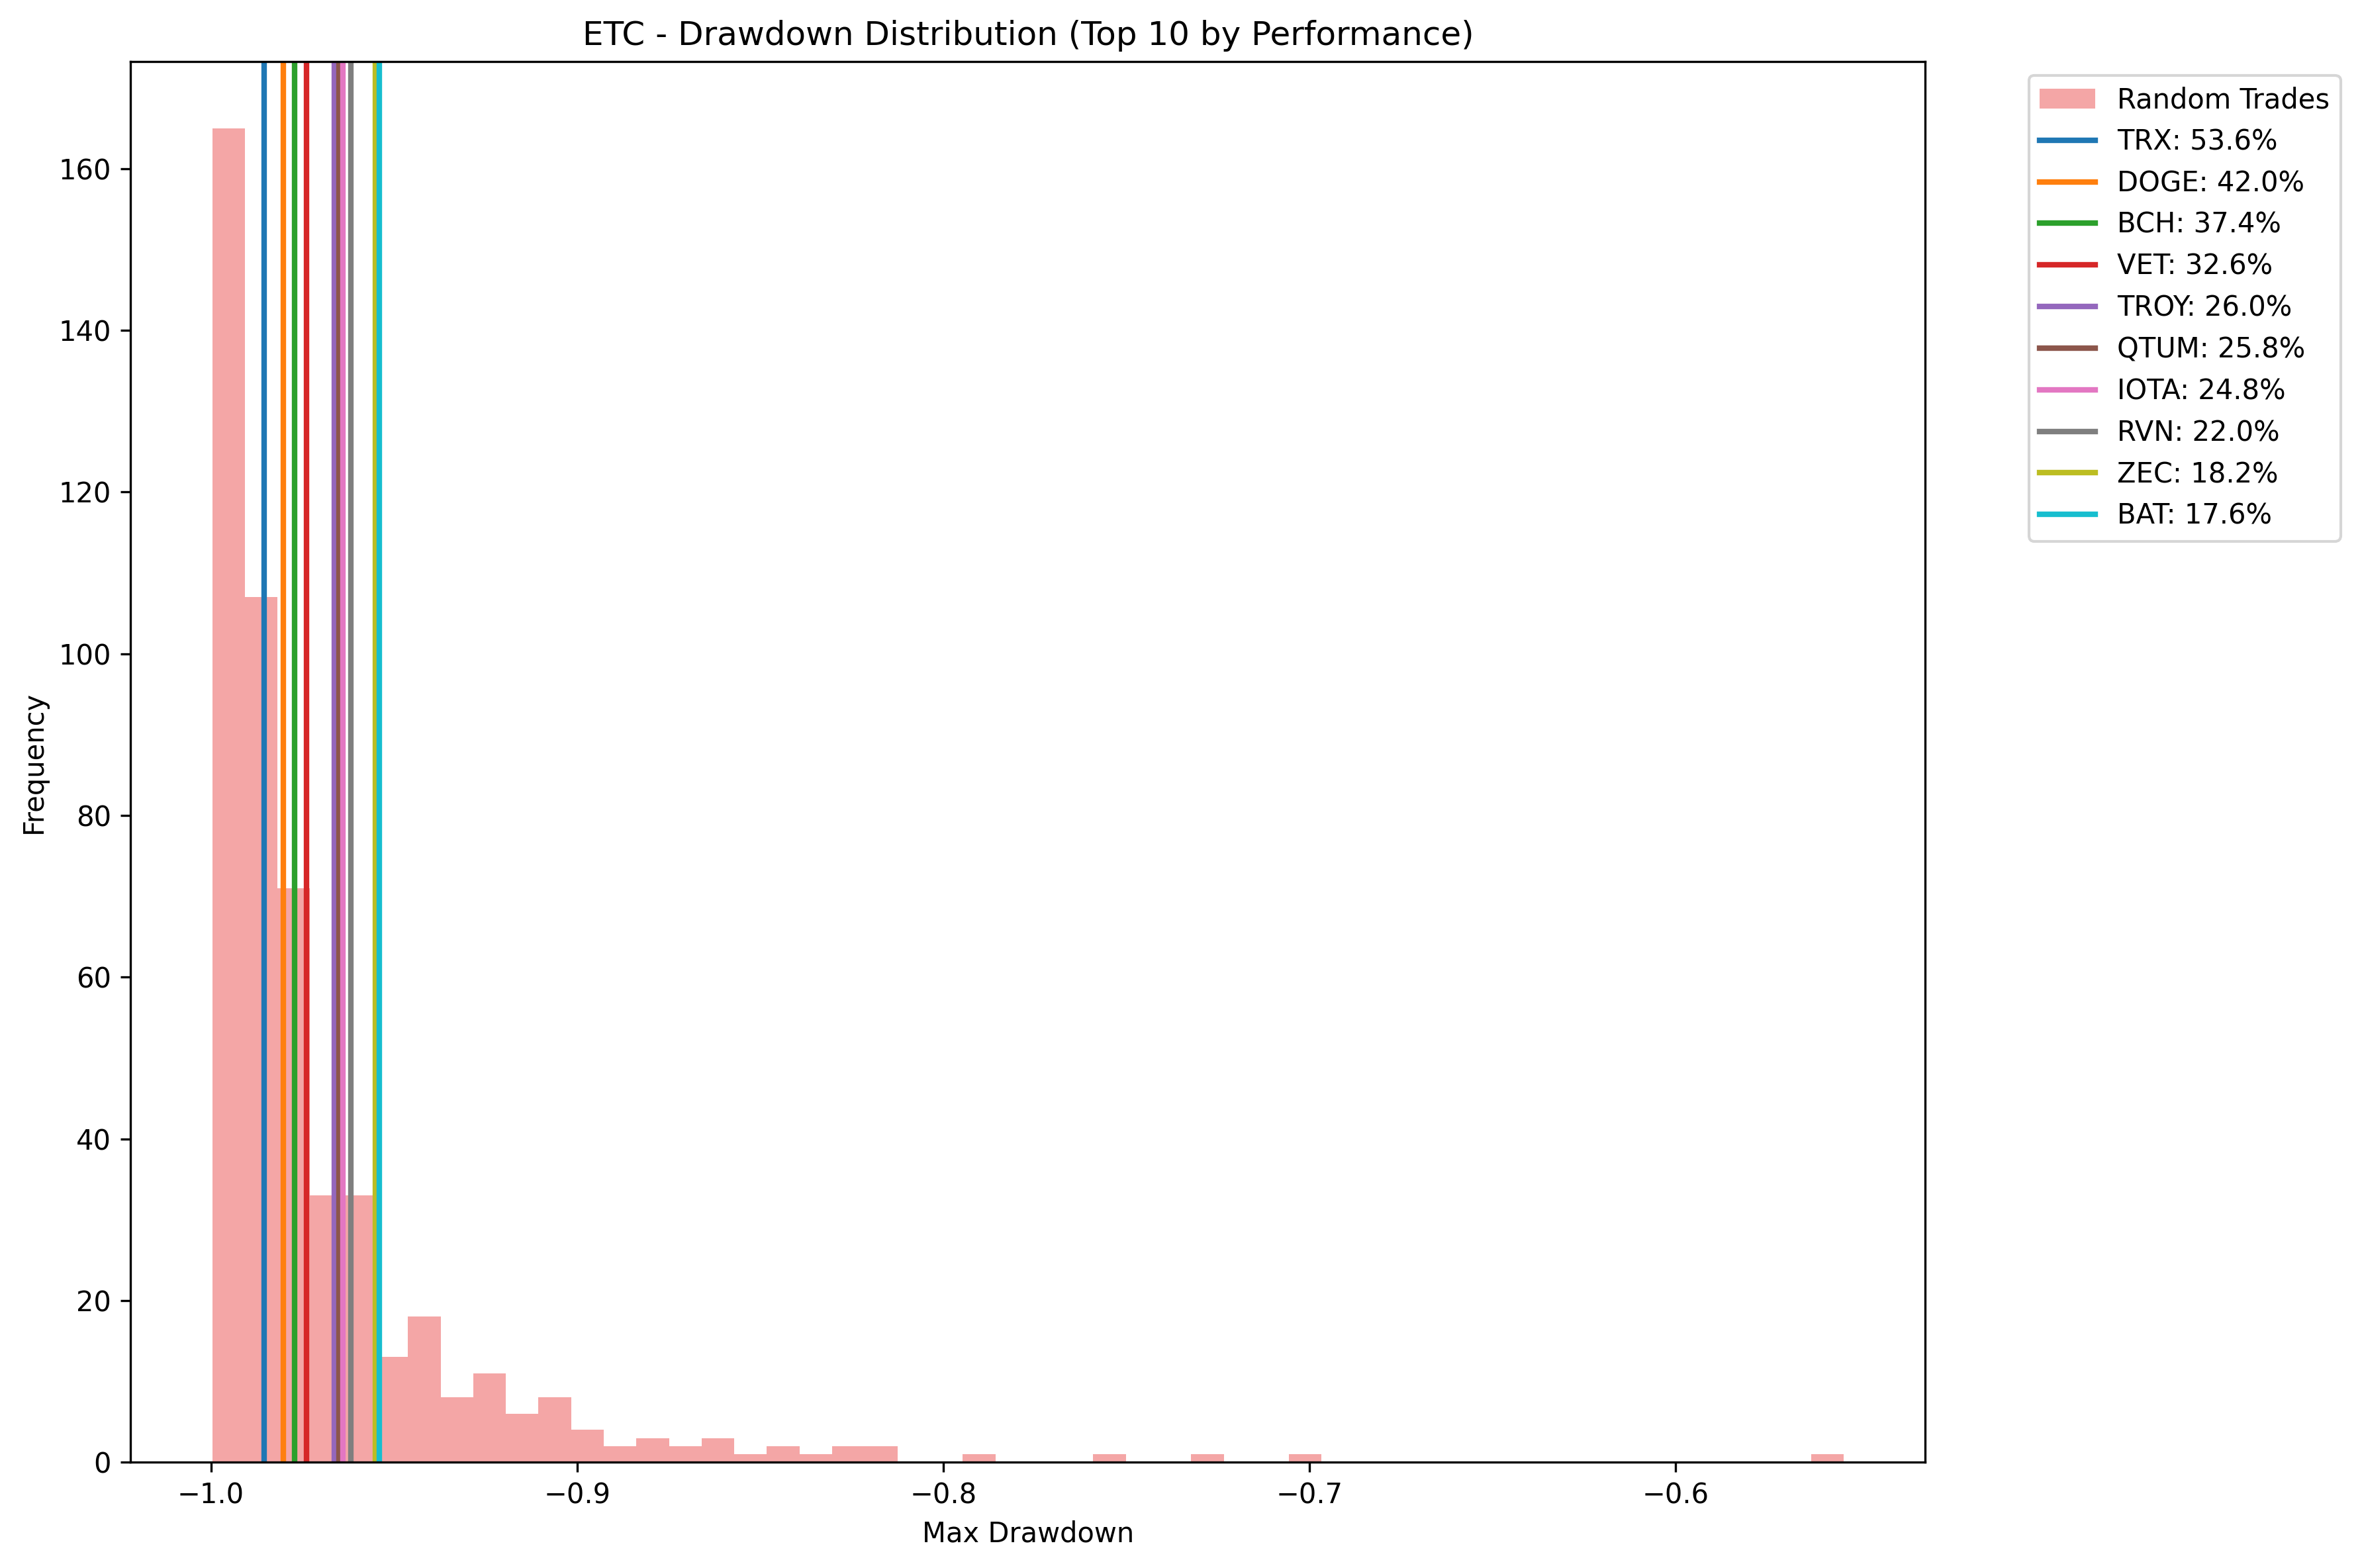 ETC - Drawdown Distribution (Top 10 by Performance)
Random Trades
TRX: 53.6%
DOGE: 42.0%
BCH: 37.4%
VET: 32.6%
TROY: 26.0%
QTUM: 25.8%
IOTA: 24.8%
RVN: 22.0%
ZEC: 18.2%
BAT: 17.6%
Frequency
160
140
120
100
80
60
40
20
0
−1.0
−0.9
−0.8
−0.7
−0.6
Max Drawdown